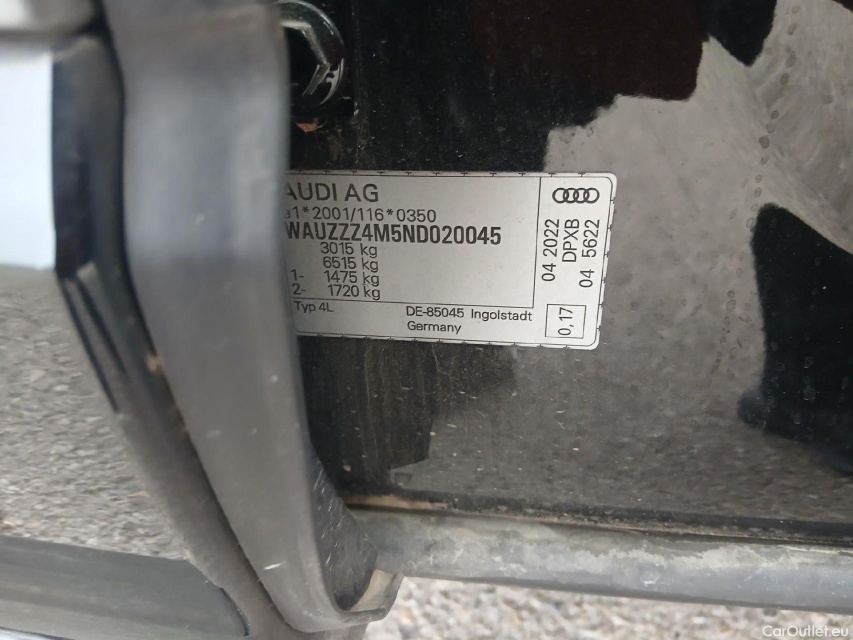 AUDI AG
e1*2001/116*0350
WAUZZZ4M5ND020045
3015 kg
6515 kg
1- 1475 kg
2- 1720 kg
Typ 4L
DE-85045 Ingolstadt
Germany
04 2022
DPXB
04 5622
0,17
CarOutlet.eu